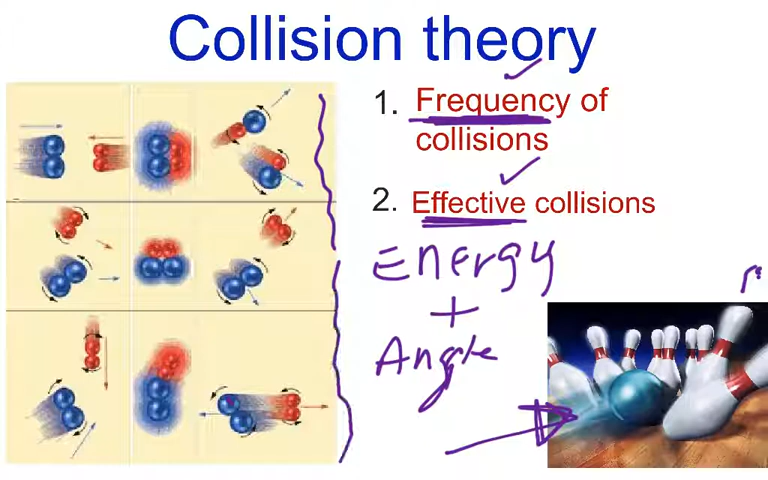 Collision theory
1. Frequency of
collisions
2. Effective collisions
Energy
+
Angle